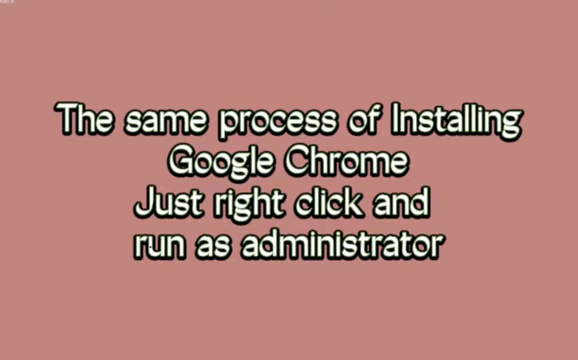 The same process of Installing
Google Chrome
Just right click and
run as administrator